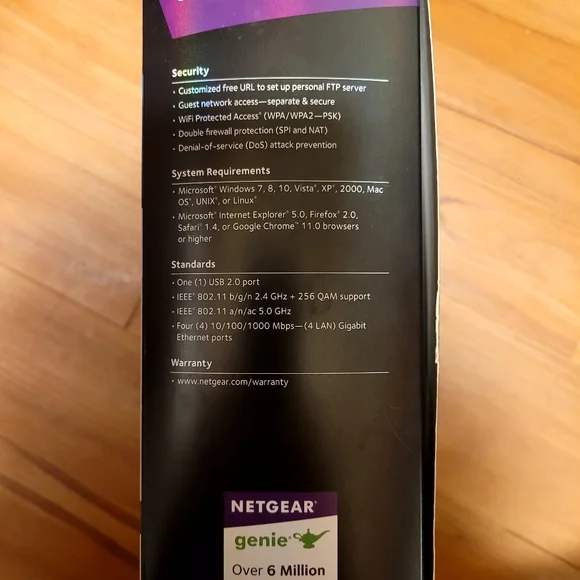 Security
· Customized free URL to set up personal FTP server
· Guest network access—separate & secure
· WiFi Protected Access® (WPA/WPA2—PSK)
· Double firewall protection (SPI and NAT)
· Denial-of-service (DoS) attack prevention
System Requirements
· Microsoft® Windows 7, 8, 10, Vista®, XP®, 2000, Mac
OS®, UNIX®, or Linux®
· Microsoft® Internet Explorer® 5.0, Firefox® 2.0,
Safari® 1.4, or Google Chrome™ 11.0 browsers
or higher
Standards
· One (1) USB 2.0 port
· IEEE® 802.11 b/g/n 2.4 GHz + 256 QAM support
· IEEE® 802.11 a/n/ac 5.0 GHz
· Four (4) 10/100/1000 Mbps—(4 LAN) Gigabit
Ethernet ports
Warranty
· www.netgear.com/warranty
NETGEAR®
genie®
Over 6 Million